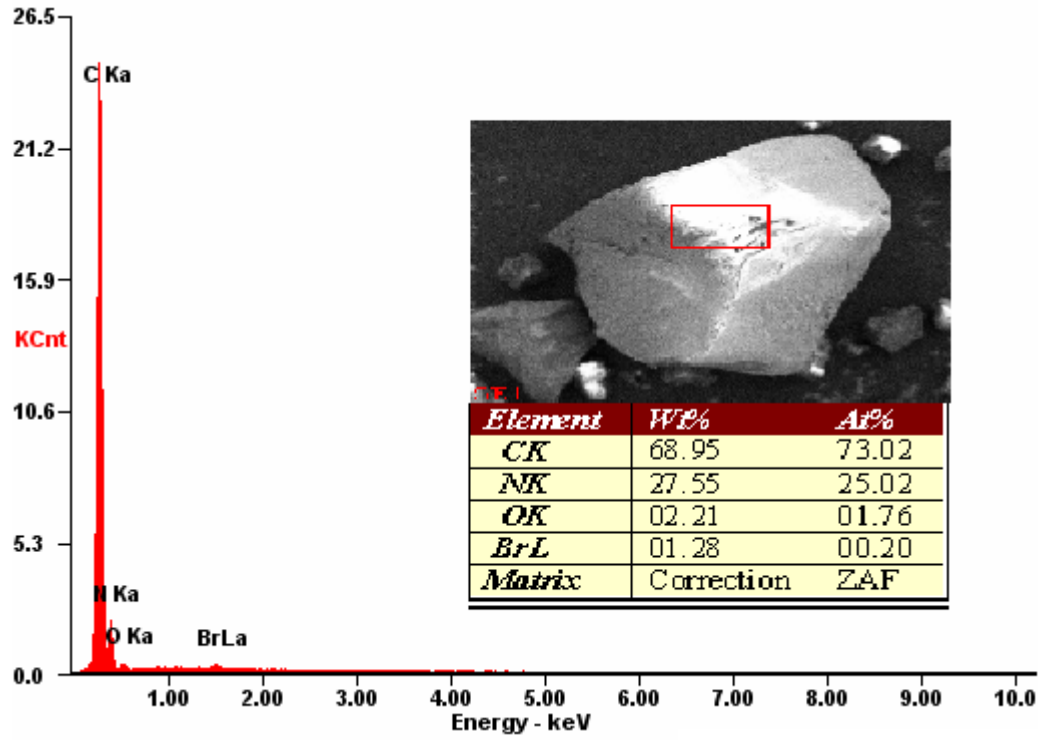 26.5
C Ka
21.2
15.9
KCnt
10.6
5.3
N Ka
O Ka
BrLa
0.0
1.00 2.00 3.00 4.00 5.00 6.00 7.00 8.00 9.00 10.0
Energy - keV
Element Wt% At%
CK 68.95 73.02
NK 27.55 25.02
OK 02.21 01.76
BrL 01.28 00.20
Matrix Correction ZAF